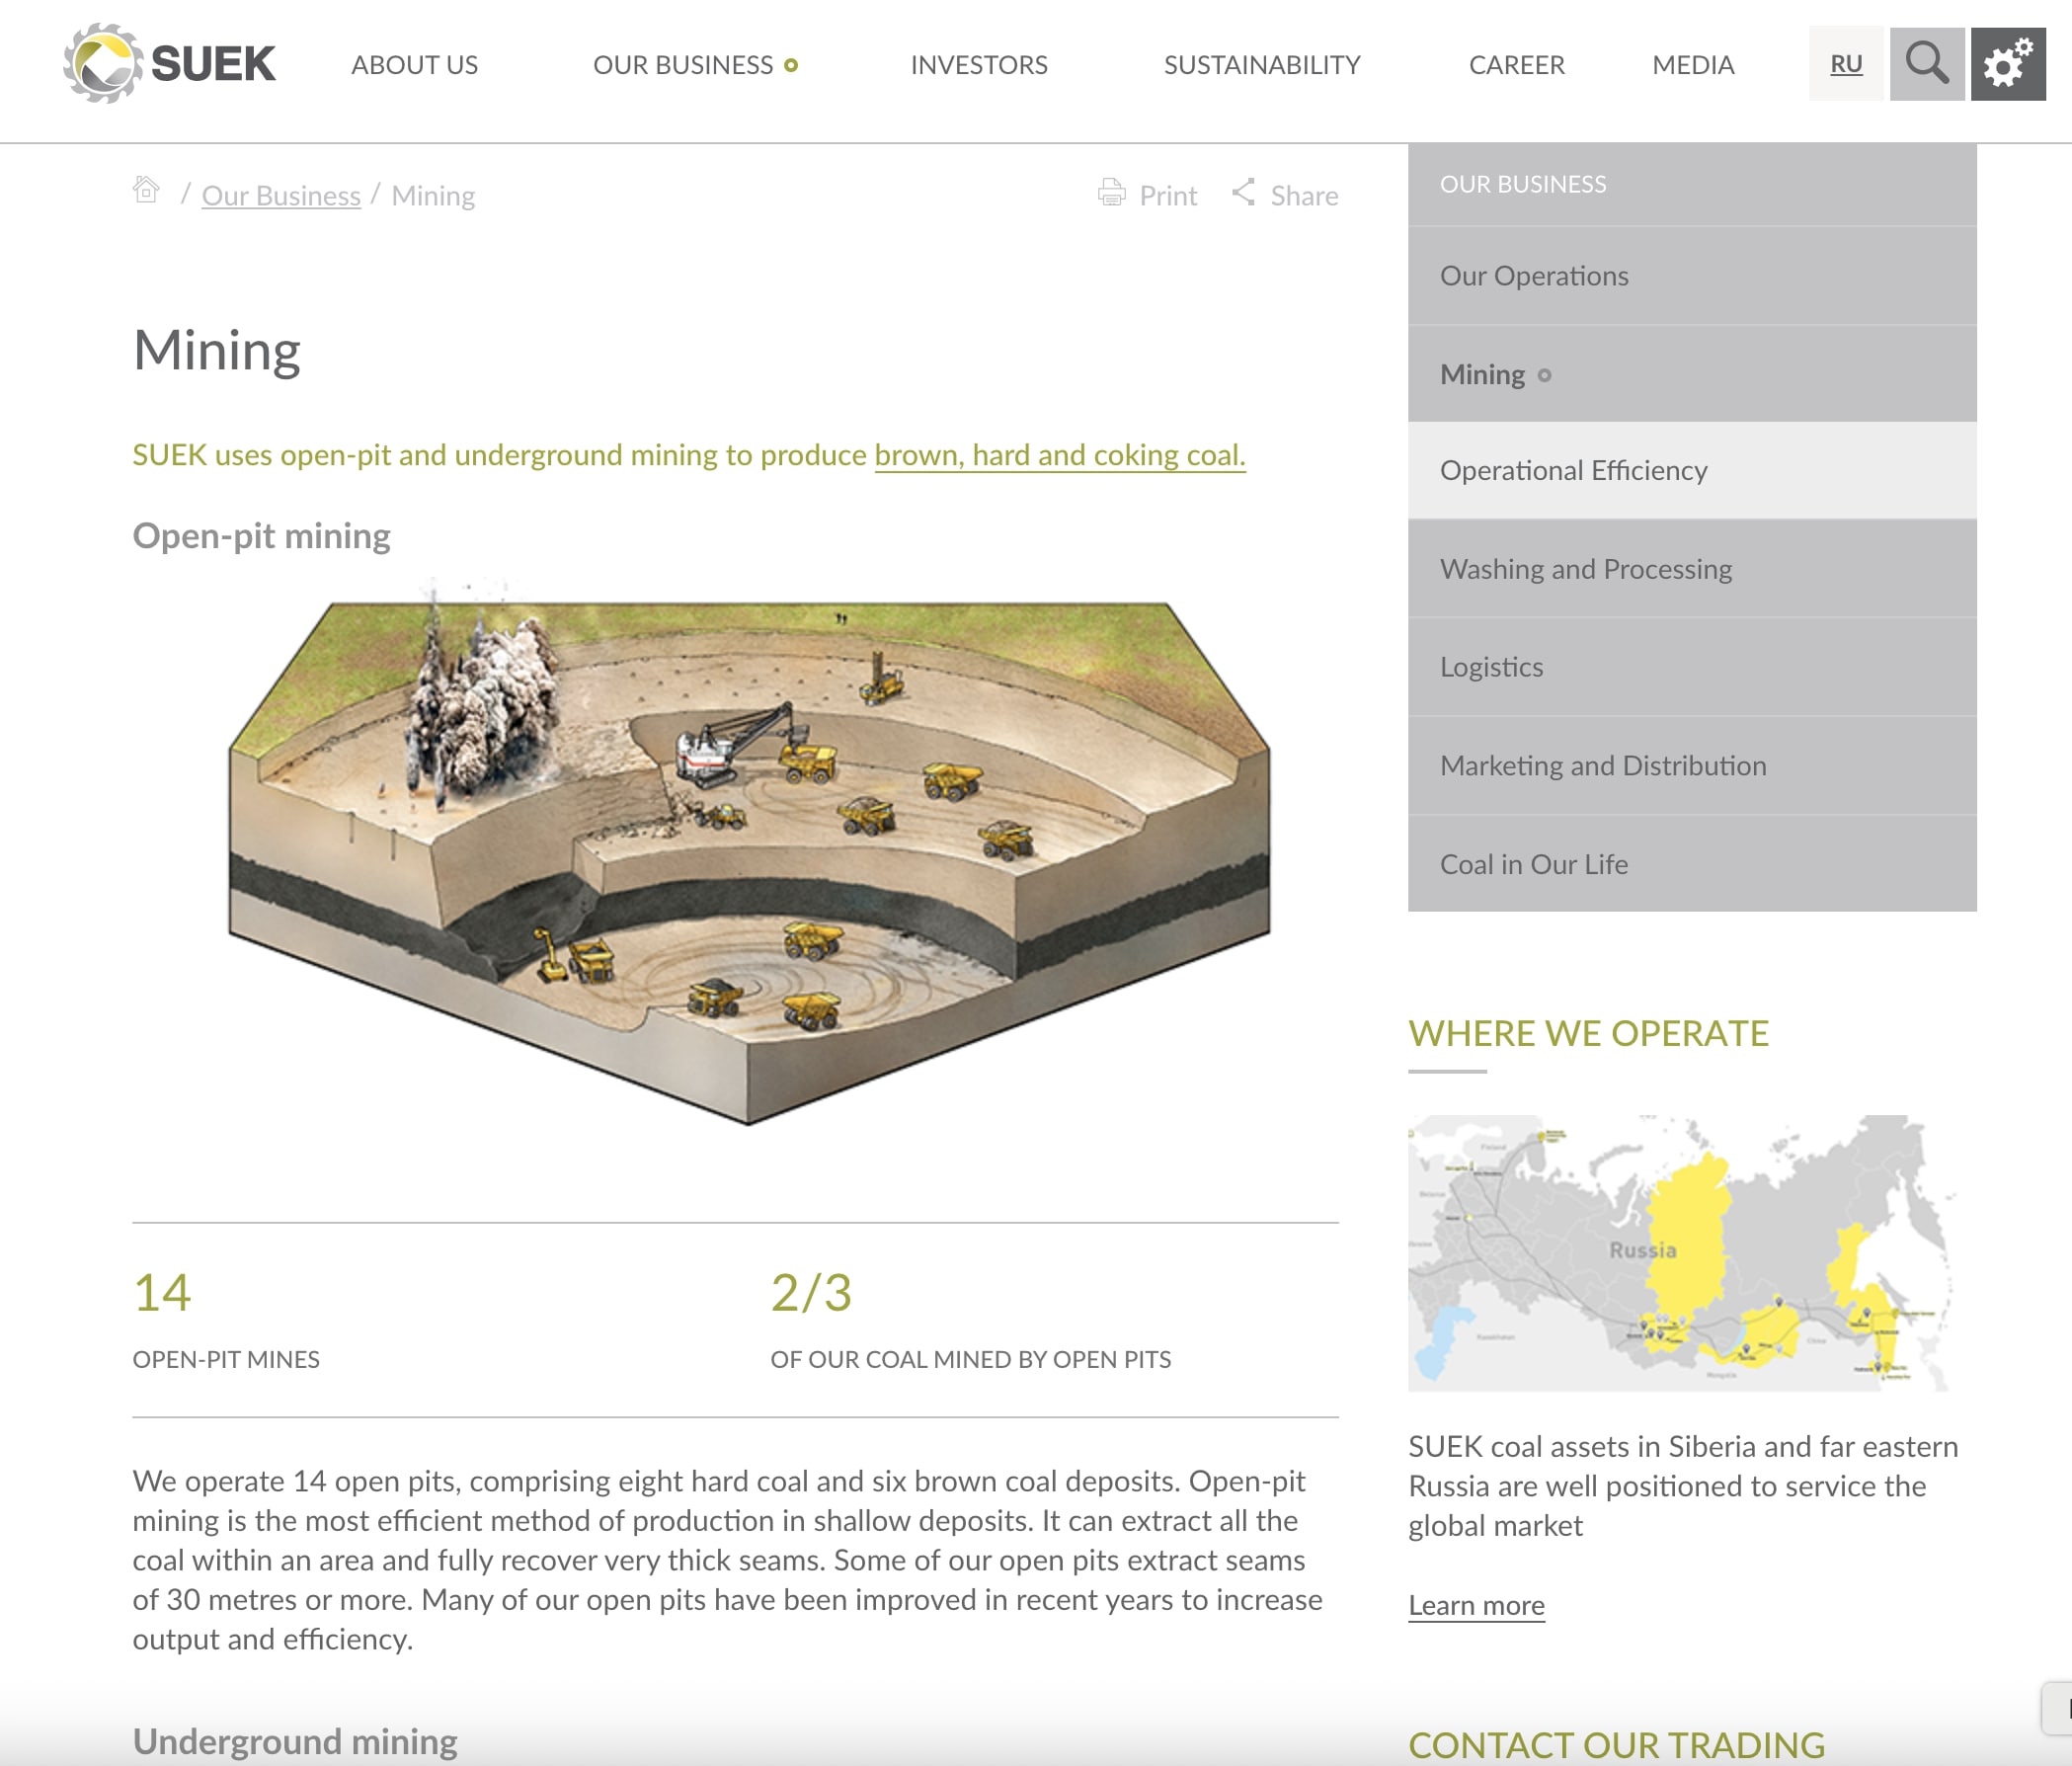 SUEK
ABOUT US
OUR BUSINESS
INVESTORS
SUSTAINABILITY
CAREER
MEDIA
RU
/ Our Business / Mining
Print
Share
Mining
SUEK uses open-pit and underground mining to produce brown, hard and coking coal.
Open-pit mining
14
OPEN-PIT MINES
2/3
OF OUR COAL MINED BY OPEN PITS
We operate 14 open pits, comprising eight hard coal and six brown coal deposits. Open-pit
mining is the most efficient method of production in shallow deposits. It can extract all the
coal within an area and fully recover very thick seams. Some of our open pits extract seams
of 30 metres or more. Many of our open pits have been improved in recent years to increase
output and efficiency.
Underground mining
OUR BUSINESS
Our Operations
Mining
Operational Efficiency
Washing and Processing
Logistics
Marketing and Distribution
Coal in Our Life
WHERE WE OPERATE
Finland
Russia
Kazakhstan
Mongolia
SUEK coal assets in Siberia and far eastern
Russia are well positioned to service the
global market
Learn more
CONTACT OUR TRADING